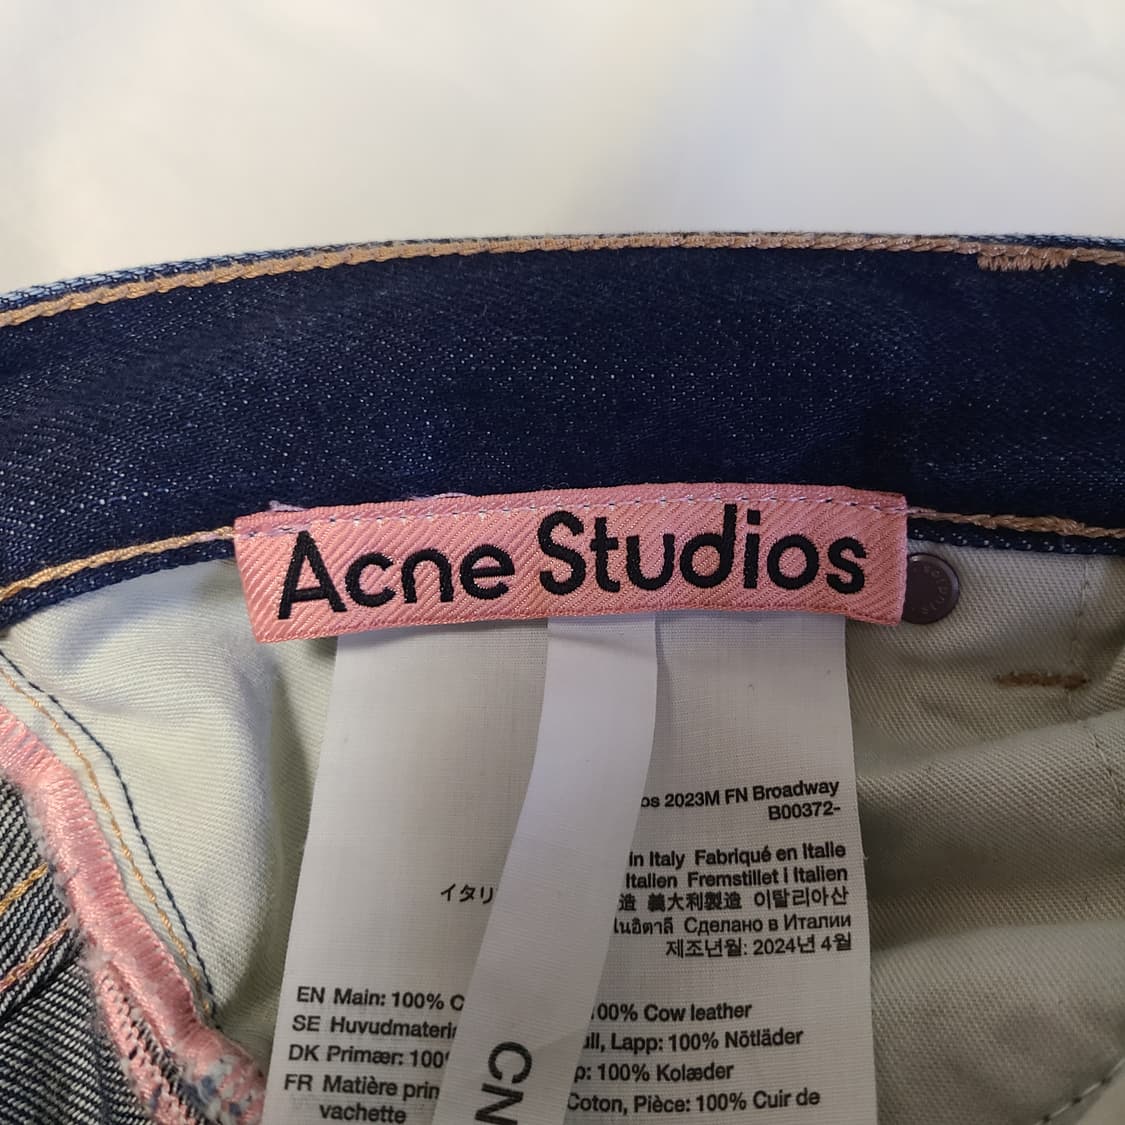 Acne Studios
os 2023M FN Broadway
B00372-
in Italy Fabriqué en Italie
Italien Fremstillet i Italien
イタリ 造 義大利製造 이탈리아산
ในอิตาลี Сделано в Италии
제조년월: 2024년 4월
EN Main: 100% C 100% Cow leather
SE Huvudmateria ull, Lapp: 100% Nötläder
DK Primær: 100% p: 100% Kolæder
FR Matière prin Coton, Pièce: 100% Cuir de
vachette
CN